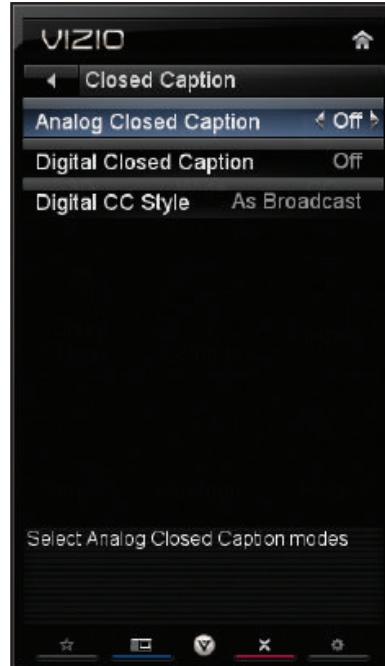 VIZIO
Closed Caption
Analog Closed Caption Off
Digital Closed Caption Off
Digital CC Style As Broadcast
Select Analog Closed Caption modes
V